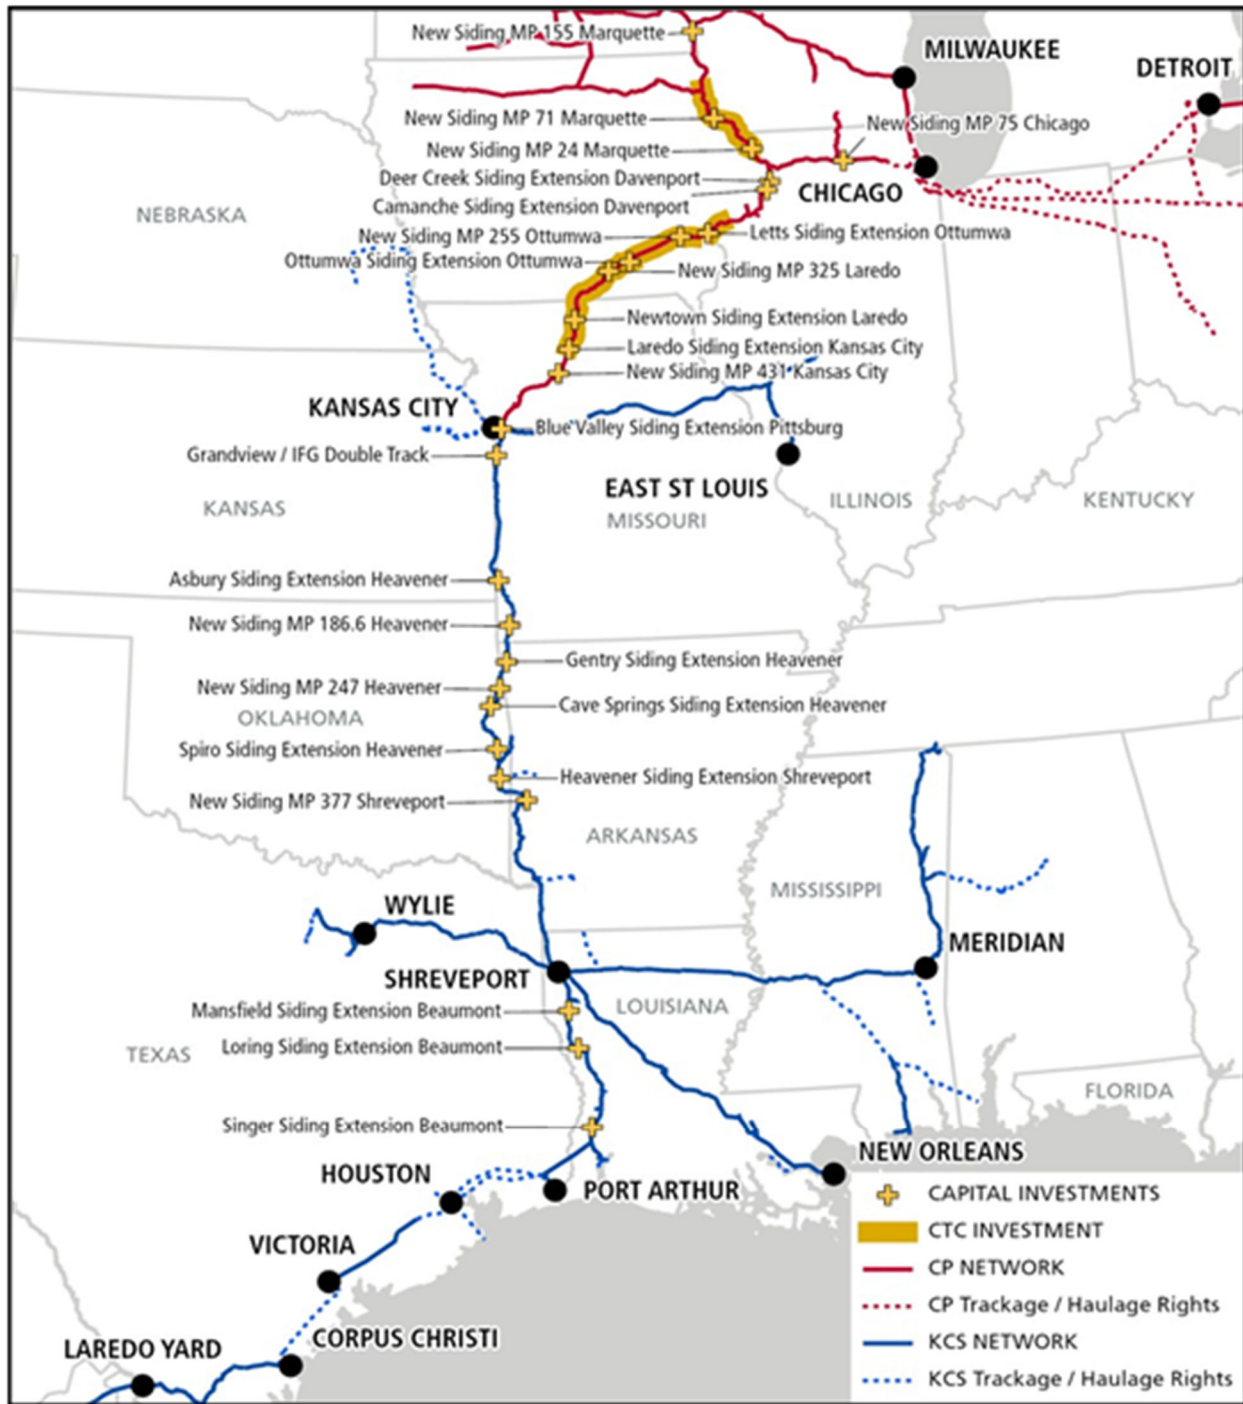 New Siding MP 155 Marquette
MILWAUKEE
DETROIT
New Siding MP 71 Marquette
New Siding MP 75 Chicago
New Siding MP 24 Marquette
Deer Creek Siding Extension Davenport
CHICAGO
Camanche Siding Extension Davenport
NEBRASKA
New Siding MP 255 Ottumwa
Letts Siding Extension Ottumwa
Ottumwa Siding Extension Ottumwa
New Siding MP 325 Laredo
Newtown Siding Extension Laredo
Laredo Siding Extension Kansas City
New Siding MP 431 Kansas City
KANSAS CITY
Blue Valley Siding Extension Pittsburg
Grandview / IFG Double Track
EAST ST LOUIS
KANSAS
MISSOURI
ILLINOIS
KENTUCKY
Asbury Siding Extension Heavener
New Siding MP 186.6 Heavener
Gentry Siding Extension Heavener
New Siding MP 247 Heavener
Cave Springs Siding Extension Heavener
OKLAHOMA
Spiro Siding Extension Heavener
Heavener Siding Extension Shreveport
New Siding MP 377 Shreveport
ARKANSAS
MISSISSIPPI
WYLIE
MERIDIAN
SHREVEPORT
Mansfield Siding Extension Beaumont
LOUISIANA
Loring Siding Extension Beaumont
TEXAS
FLORIDA
Singer Siding Extension Beaumont
NEW ORLEANS
HOUSTON
PORT ARTHUR
VICTORIA
CORPUS CHRISTI
LAREDO YARD
CAPITAL INVESTMENTS
CTC INVESTMENT
CP NETWORK
CP Trackage / Haulage Rights
KCS NETWORK
KCS Trackage / Haulage Rights